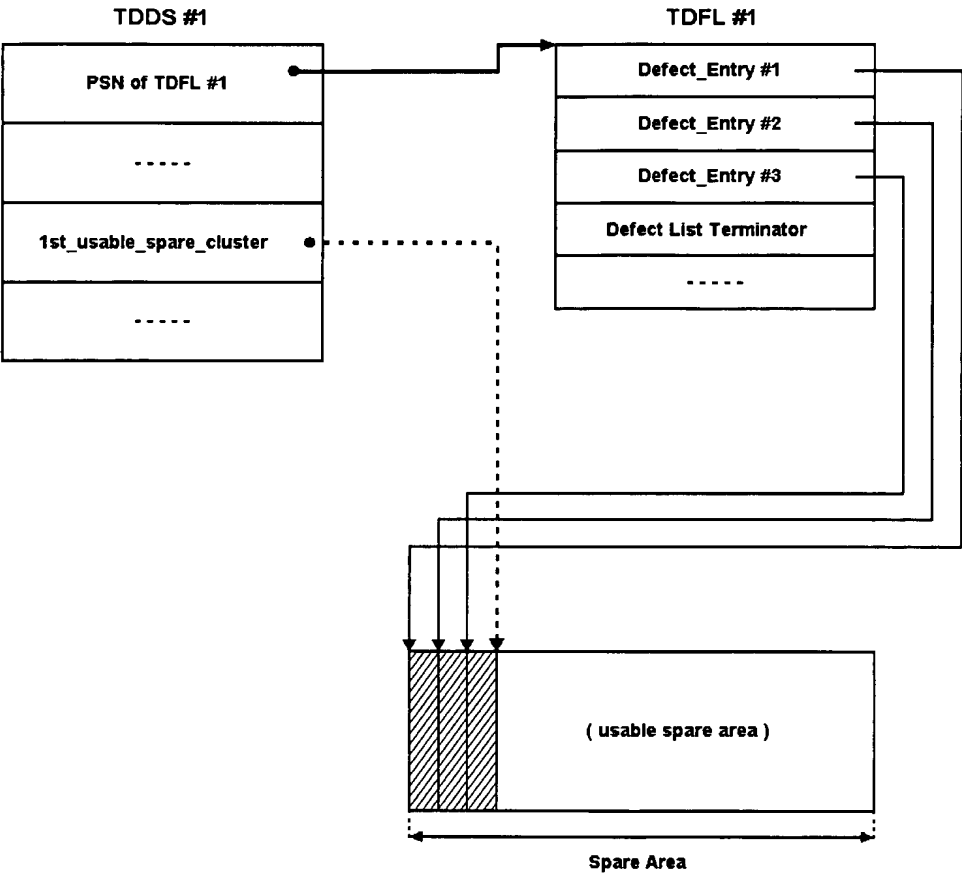 TDDS #1
PSN of TDFL #1
- - - - -
1st_usable_spare_cluster
- - - - -
TDFL #1
Defect_Entry #1
Defect_Entry #2
Defect_Entry #3
Defect List Terminator
- - - - -
( usable spare area )
Spare Area